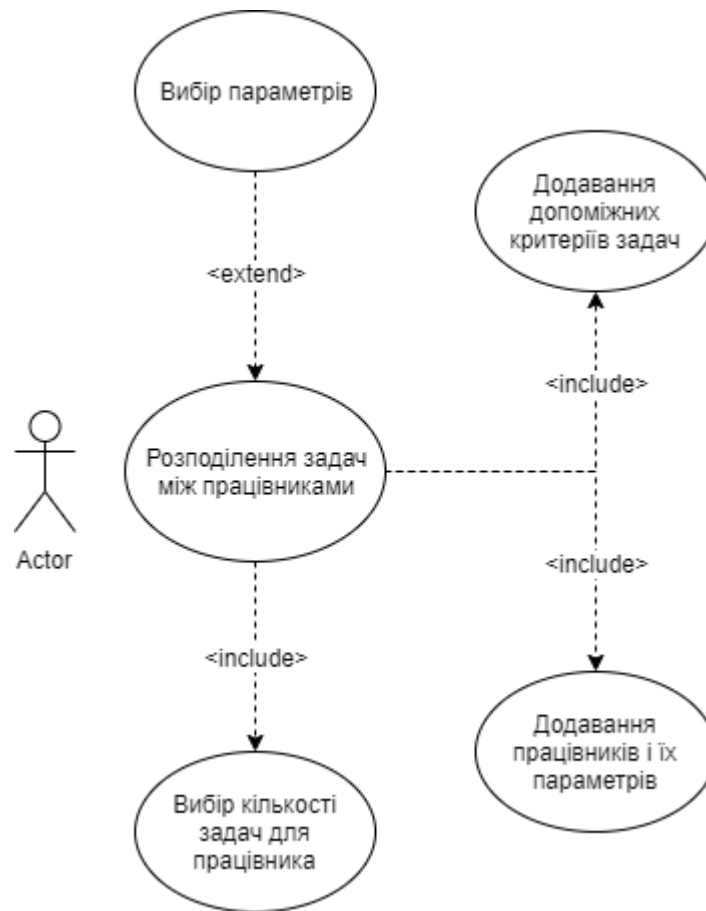 Вибір параметрів
<extend>
Додавання
допоміжних
критеріїв задач
<include>
Розподілення задач
між працівниками
Actor
<include>
<include>
Додавання
працівників і їх
параметрів
Вибір кількості
задач для
працівника